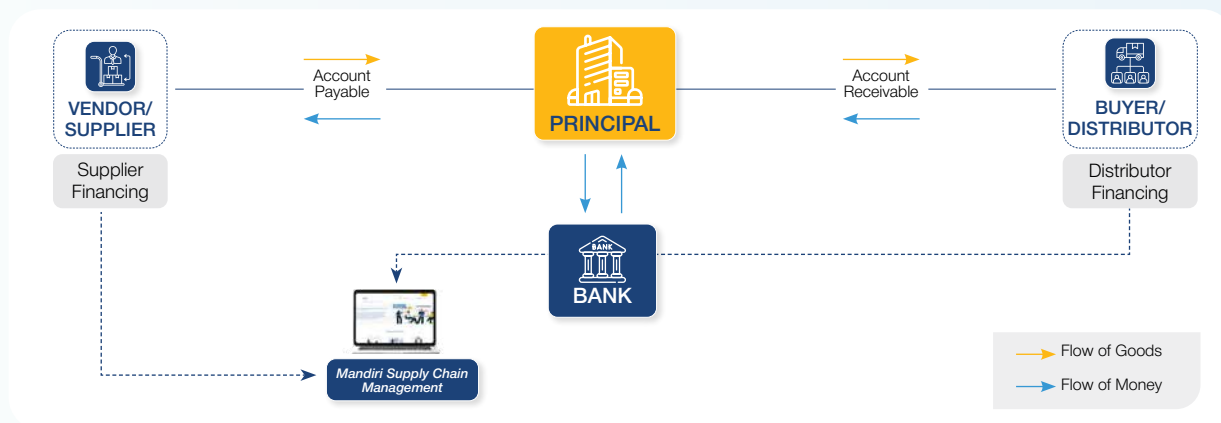 VENDOR/
SUPPLIER
Supplier
Financing
Account
Payable
PRINCIPAL
Account
Receivable
BUYER/
DISTRIBUTOR
Distributor
Financing
BANK
BANK
Mandiri Supply Chain
Management
Flow of Goods
Flow of Money